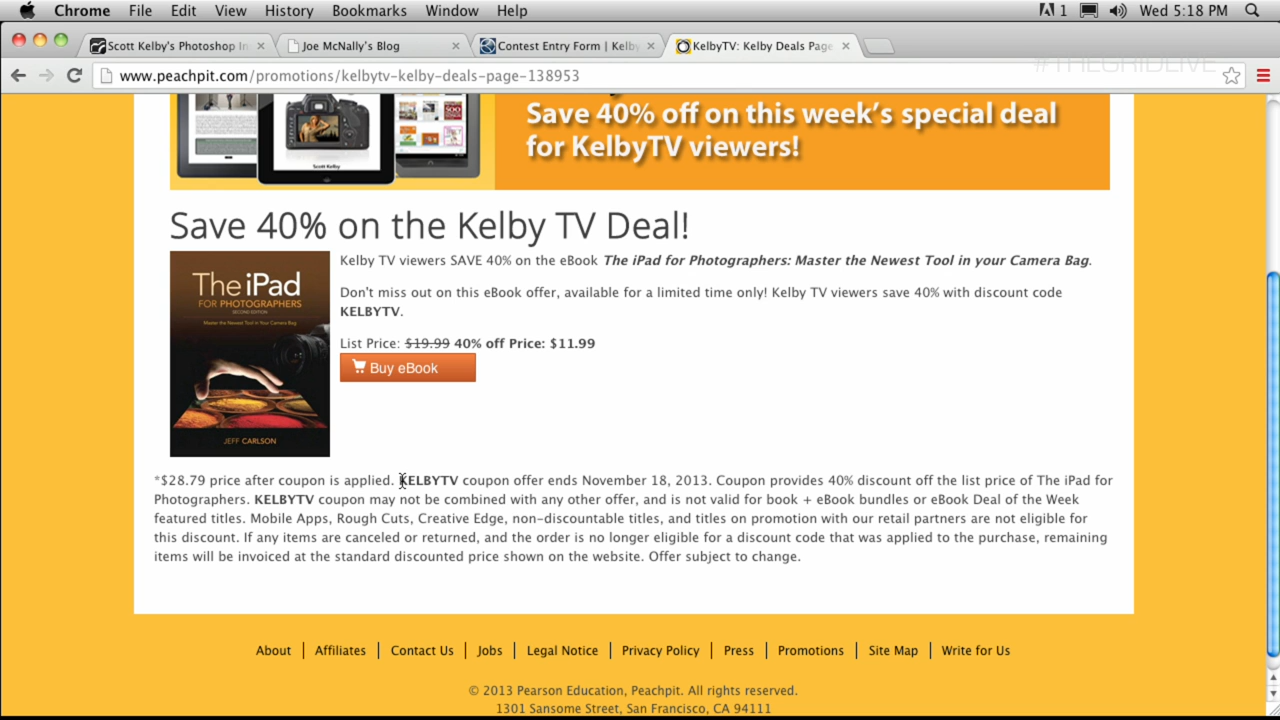 Chrome File Edit View History Bookmarks Window Help 1 Wed 5:18 PM
Scott Kelby's Photoshop In Joe McNally's Blog Contest Entry Form | Kelby KelbyTV: Kelby Deals Page
#THEGRIDLIVE
www.peachpit.com/promotions/kelbytv-kelby-deals-page-138953
Save 40% off on this week's special deal
for KelbyTV viewers!
Scott Kelby
Save 40% on the Kelby TV Deal!
The iPad
FOR PHOTOGRAPHERS
SECOND EDITION
Master the Newest Tool in Your Camera Bag
JEFF CARLSON
Kelby TV viewers SAVE 40% on the eBook The iPad for Photographers: Master the Newest Tool in your Camera Bag.
Don't miss out on this eBook offer, available for a limited time only! Kelby TV viewers save 40% with discount code
KELBYTV.
List Price: $19.99 40% off Price: $11.99
Buy eBook
*$28.79 price after coupon is applied. KELBYTV coupon offer ends November 18, 2013. Coupon provides 40% discount off the list price of The iPad for
Photographers. KELBYTV coupon may not be combined with any other offer, and is not valid for book + eBook bundles or eBook Deal of the Week
featured titles. Mobile Apps, Rough Cuts, Creative Edge, non-discountable titles, and titles on promotion with our retail partners are not eligible for
this discount. If any items are canceled or returned, and the order is no longer eligible for a discount code that was applied to the purchase, remaining
items will be invoiced at the standard discounted price shown on the website. Offer subject to change.
About | Affiliates | Contact Us | Jobs | Legal Notice | Privacy Policy | Press | Promotions | Site Map | Write for Us
© 2013 Pearson Education, Peachpit. All rights reserved.
1301 Sansome Street, San Francisco, CA 94111